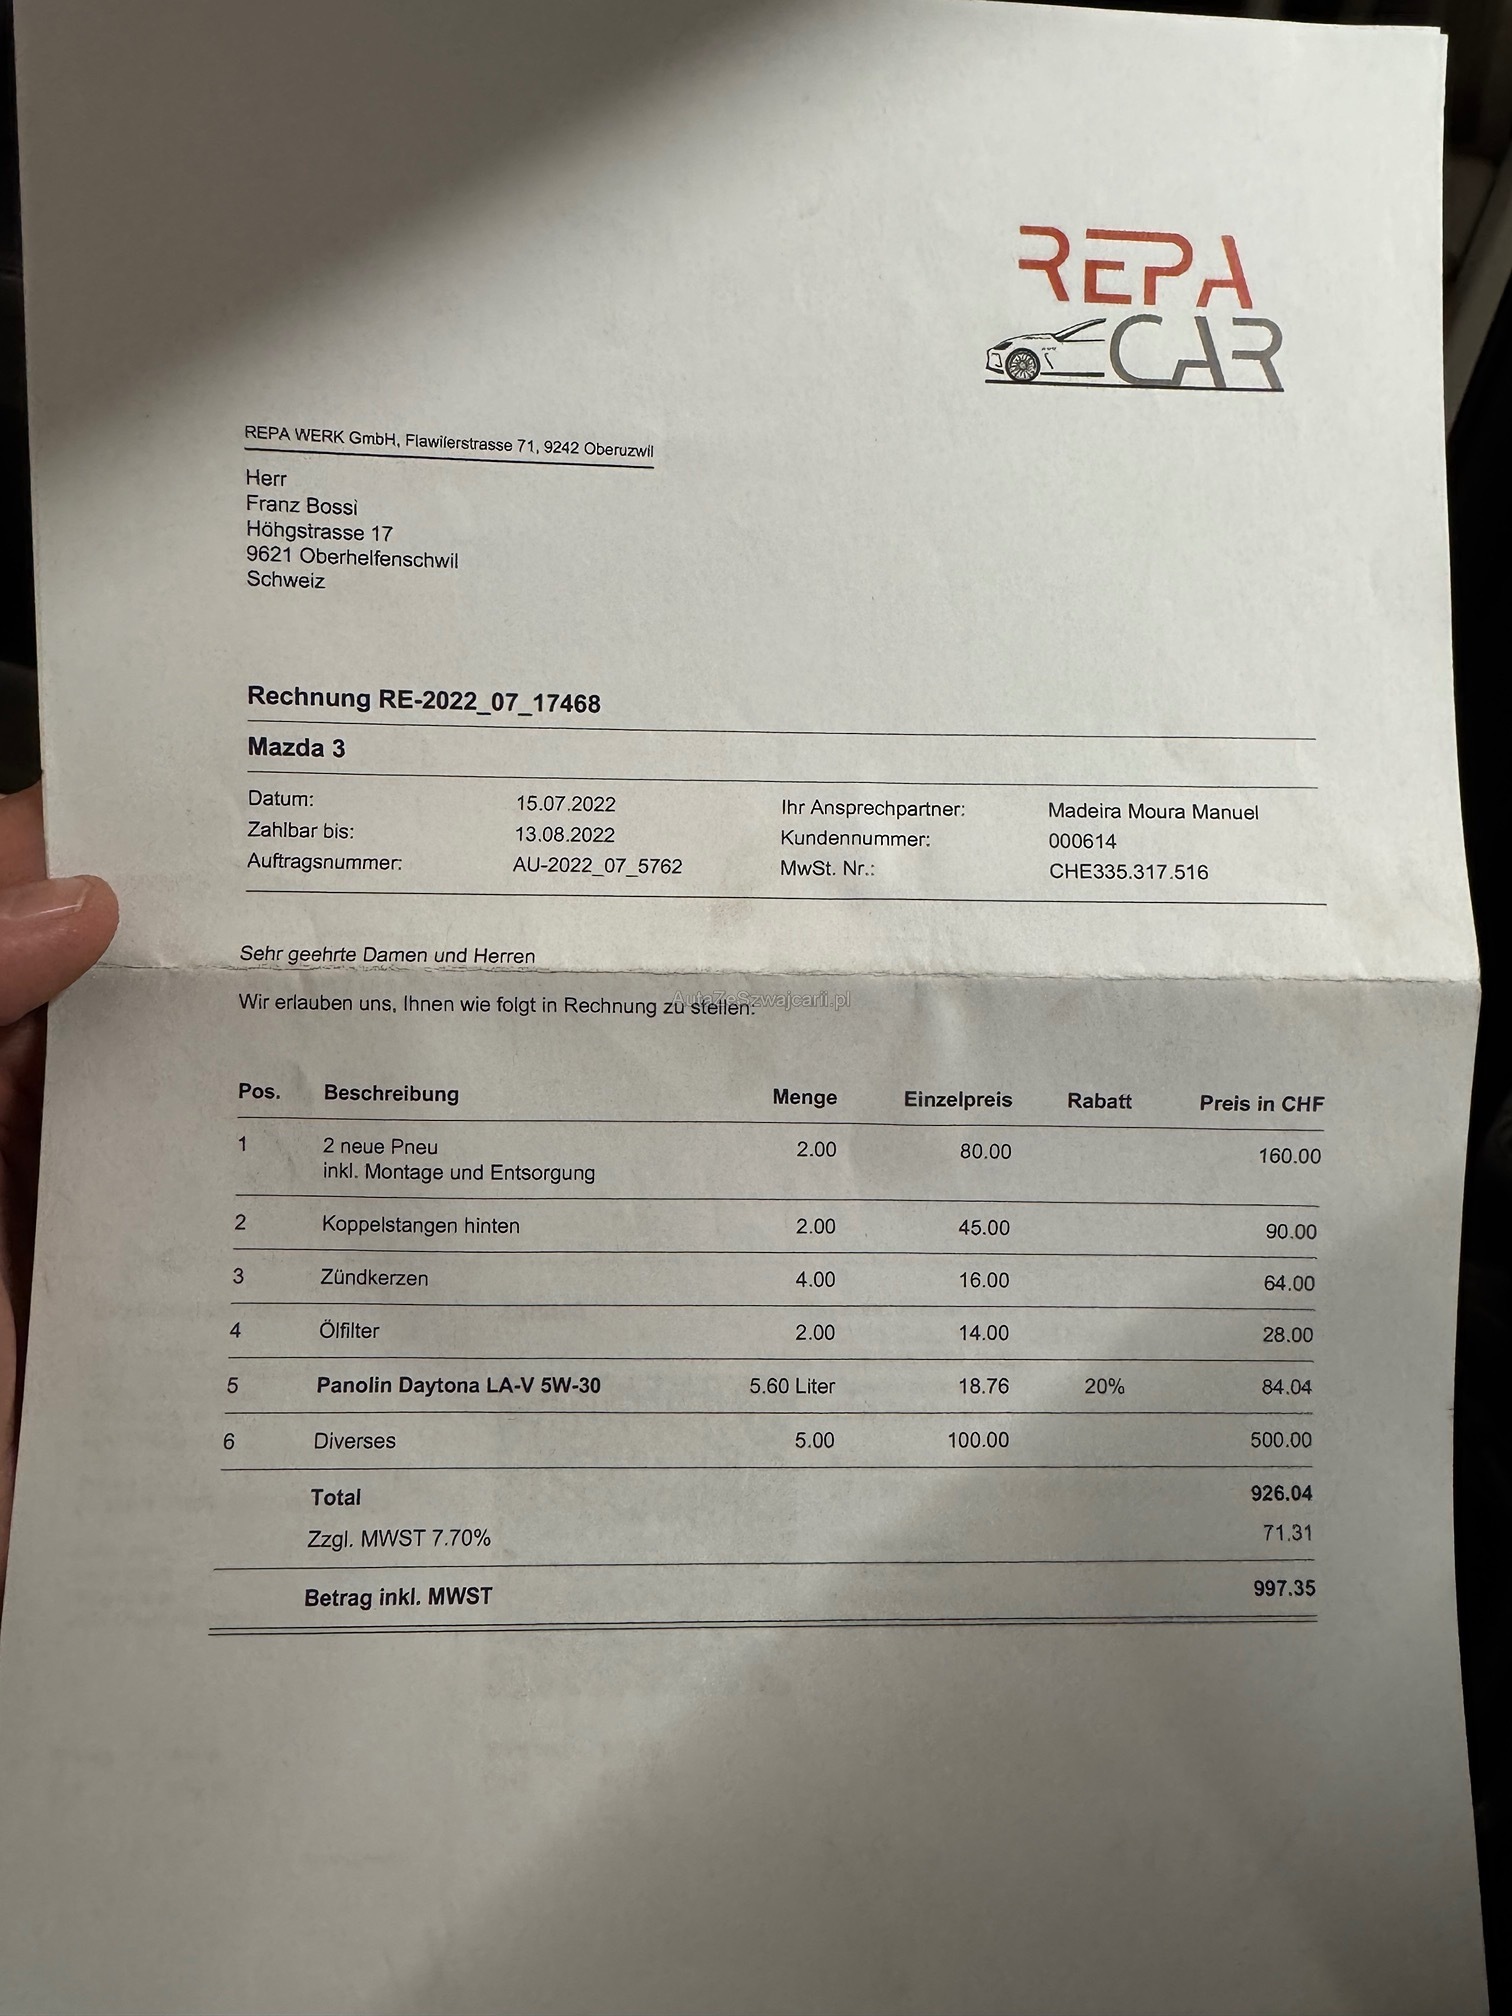 REPA
CAR
REPA WERK GmbH, Flawilerstrasse 71, 9242 Oberuzwil
Herr
Franz Bossi
Höhgstrasse 17
9621 Oberhelfenschwil
Schweiz
Rechnung RE-2022_07_17468
Mazda 3
Datum: 15.07.2022 Ihr Ansprechpartner: Madeira Moura Manuel
Zahlbar bis: 13.08.2022 Kundennummer: 000614
Auftragsnummer: AU-2022_07_5762 MwSt. Nr.: CHE335.317.516
Sehr geehrte Damen und Herren
Wir erlauben uns, Ihnen wie folgt in Rechnung zu stellen:
AutaZeSzwajcarii.pl
Pos. Beschreibung Menge Einzelpreis Rabatt Preis in CHF
1 2 neue Pneu 2.00 80.00 160.00
inkl. Montage und Entsorgung
2 Koppelstangen hinten 2.00 45.00 90.00
3 Zündkerzen 4.00 16.00 64.00
4 Ölfilter 2.00 14.00 28.00
5 Panolin Daytona LA-V 5W-30 5.60 Liter 18.76 20% 84.04
6 Diverses 5.00 100.00 500.00
Total 926.04
Zzgl. MWST 7.70% 71.31
Betrag inkl. MWST 997.35